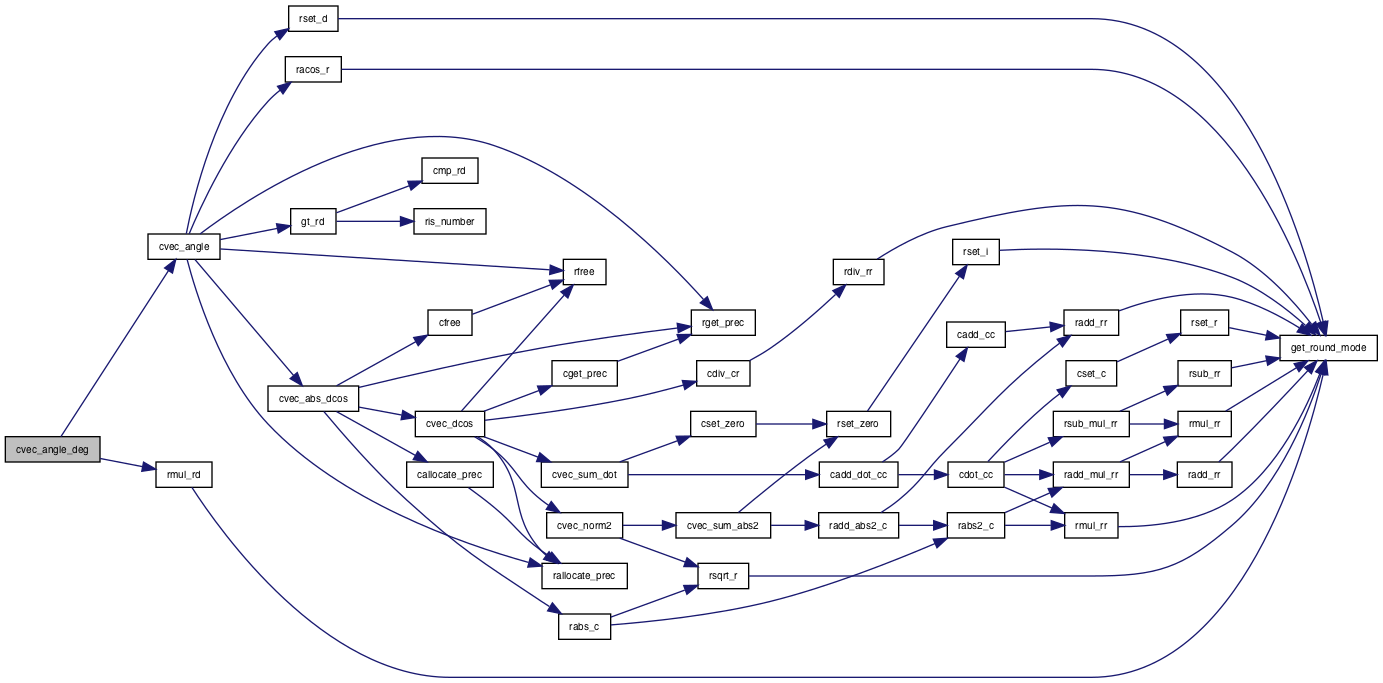 rset_d
racos_r
cmp_rd
gt_rd
ris_number
cvec_angle
rdiv_rr
rset_i
rfree
cfree
rget_prec
cadd_cc
radd_rr
rset_r
get_round_mode
cget_prec
cdiv_cr
cset_c
rsub_rr
cvec_abs_dcos
cvec_dcos
cset_zero
rset_zero
rsub_mul_rr
rmul_rr
cvec_angle_deg
rmul_rd
callocate_prec
cvec_sum_dot
cadd_dot_cc
cdot_cc
radd_mul_rr
radd_rr
cvec_norm2
cvec_sum_abs2
radd_abs2_c
rabs2_c
rmul_rr
rallocate_prec
rsqrt_r
rabs_c